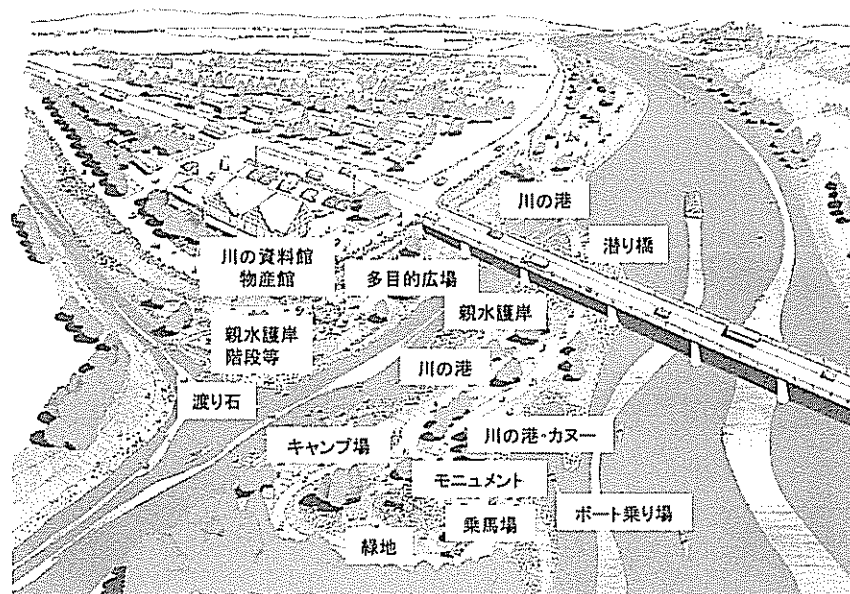 川の港
潜り橋
川の資料館
物産館
多目的広場
親水護岸
親水護岸
階段等
川の港
渡り石
キャンプ場
川の港・カヌー
モニュメント
乗馬場
ボート乗り場
緑地